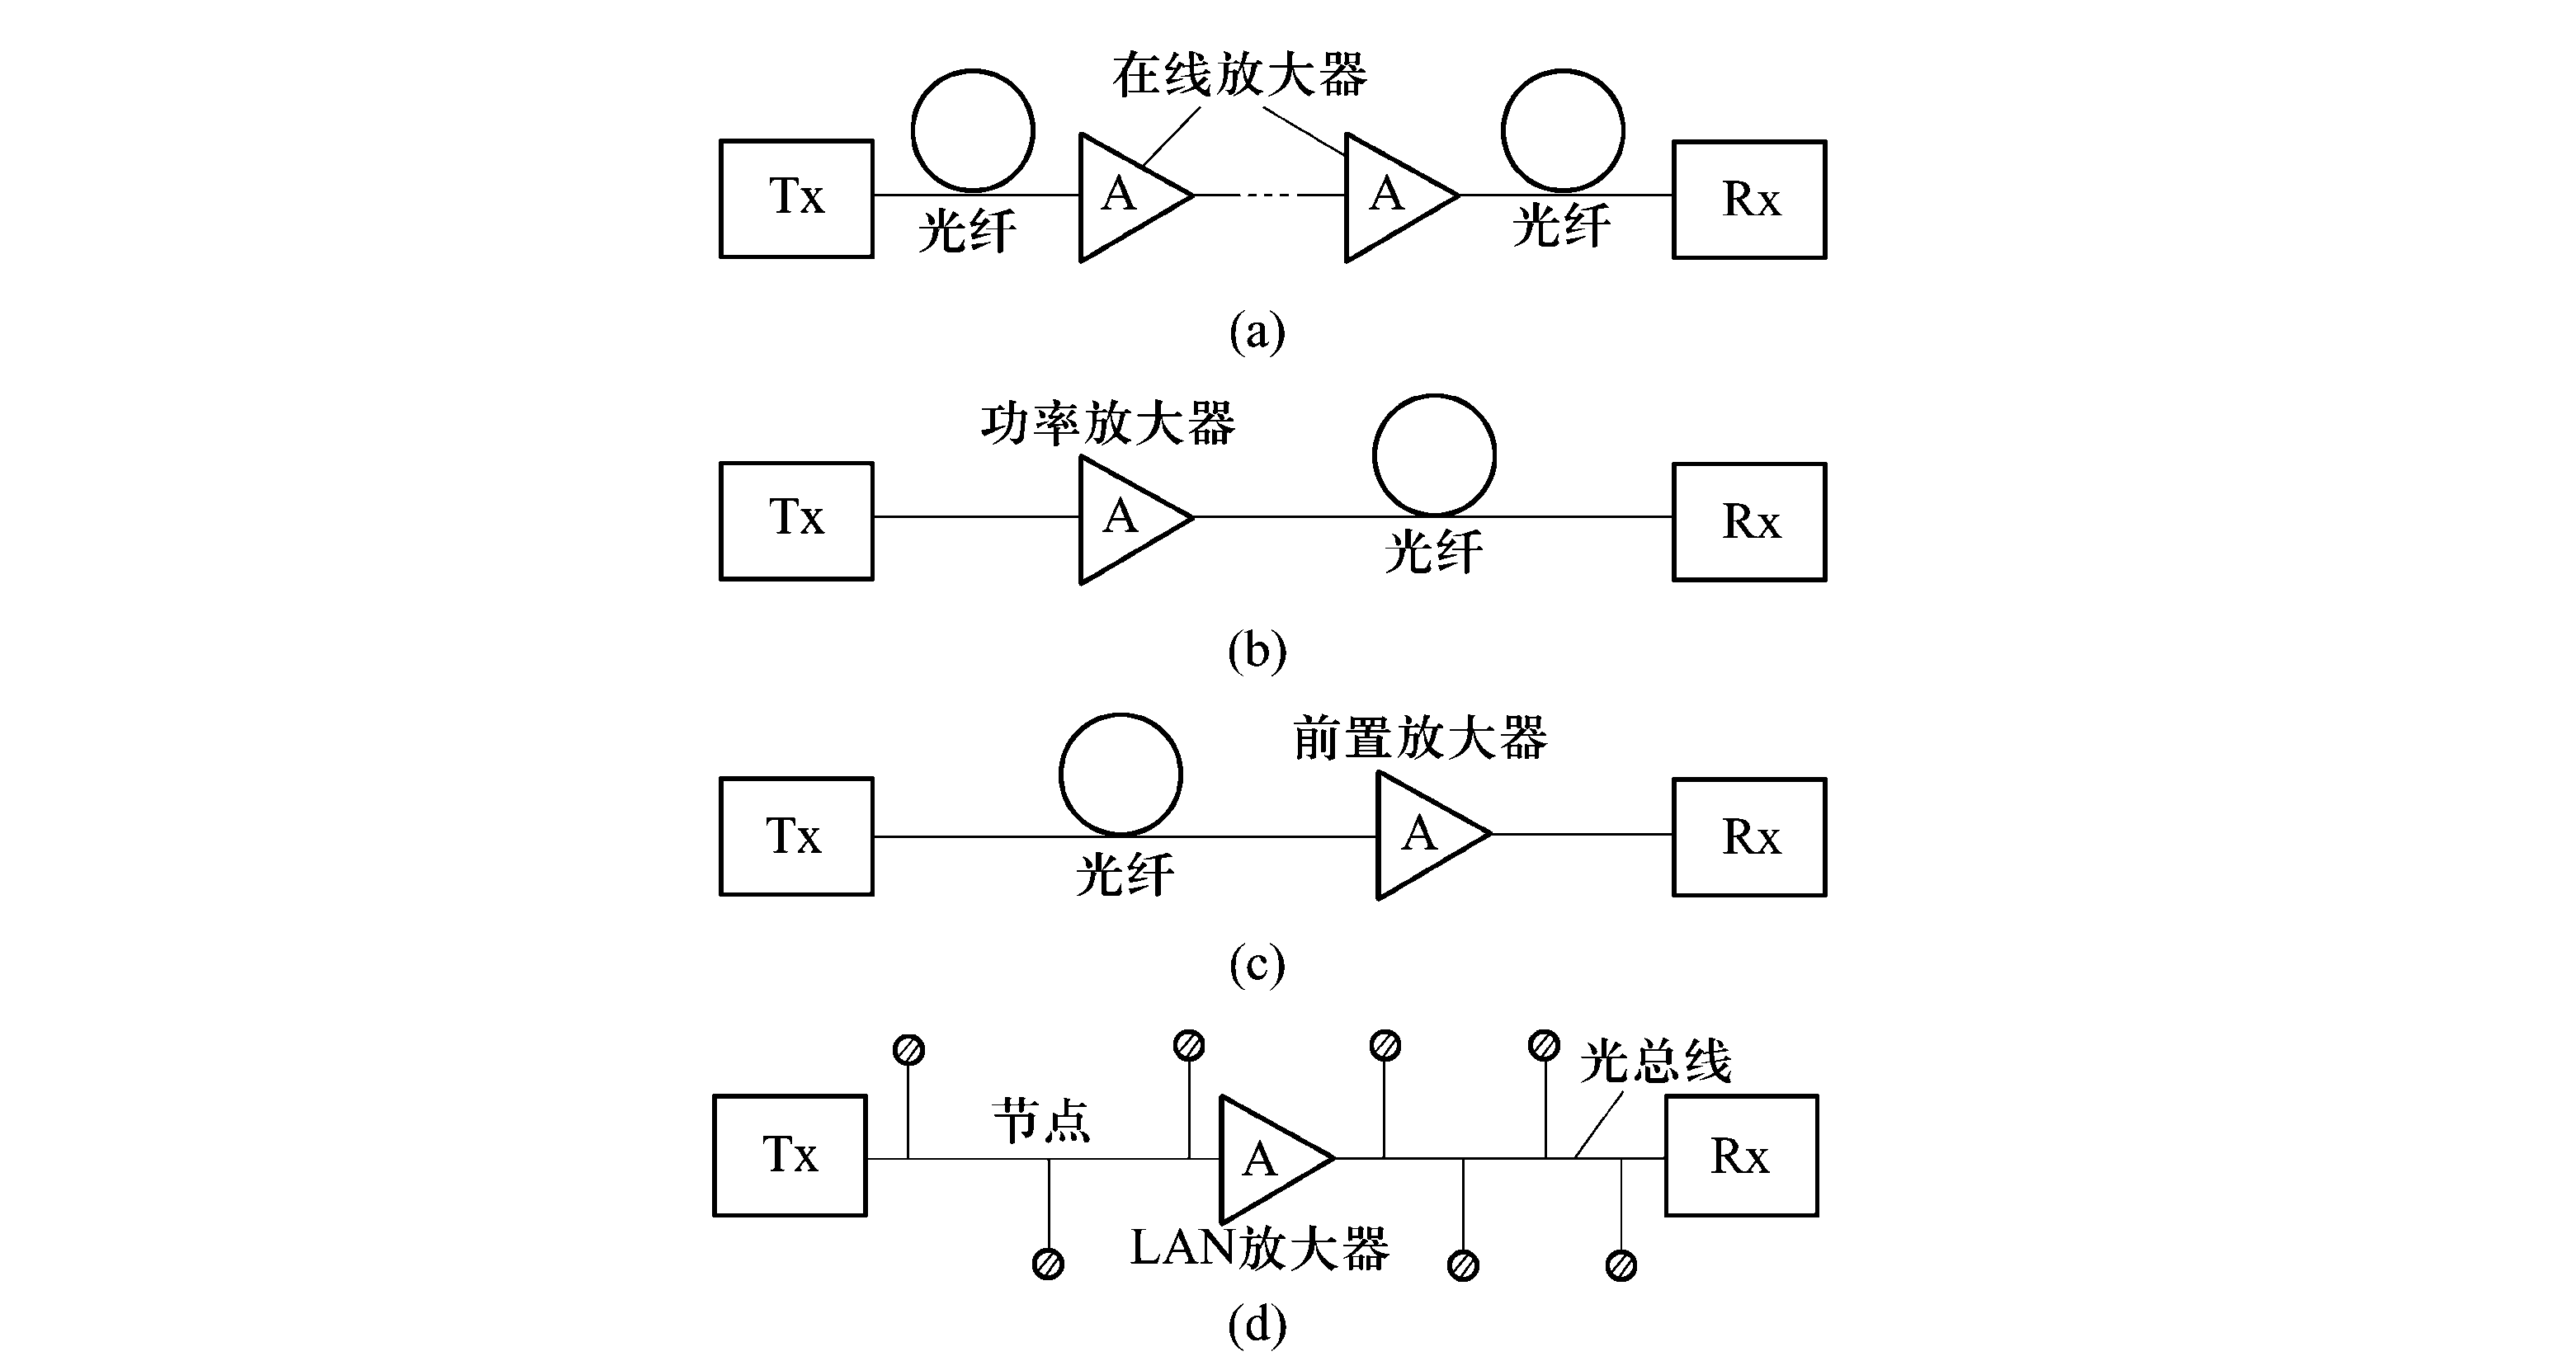 在线放大器
Tx
光纤
A
A
光纤
Rx
(a)
功率放大器
Tx
A
光纤
Rx
(b)
前置放大器
Tx
光纤
A
Rx
(c)
光总线
节点
Tx
A
Rx
LAN放大器
(d)